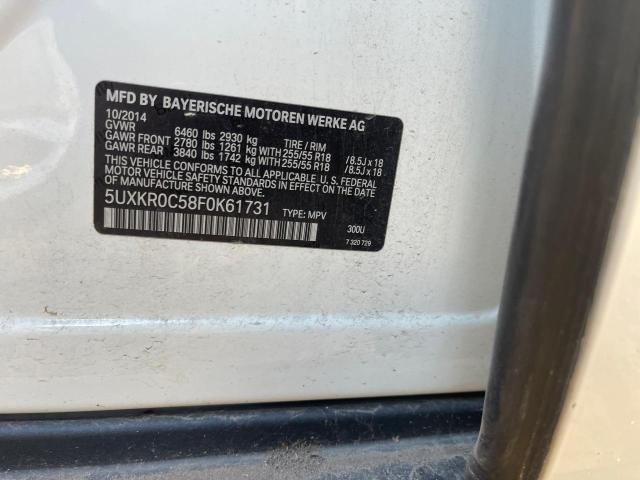 MFD BY BAYERISCHE MOTOREN WERKE AG
10/2014
GVWR 6460 lbs 2930 kg TIRE / RIM
GAWR FRONT 2780 lbs 1261 kg WITH 255/55 R18 /8.5J x 18
GAWR REAR 3840 lbs 1742 kg WITH 255/55 R18 /8.5J x 18
THIS VEHICLE CONFORMS TO ALL APPLICABLE U. S. FEDERAL
MOTOR VEHICLE SAFETY STANDARDS IN EFFECT ON THE DATE OF
MANUFACTURE SHOWN ABOVE.
5UXKR0C58F0K61731 TYPE: MPV
300U
7 320 729